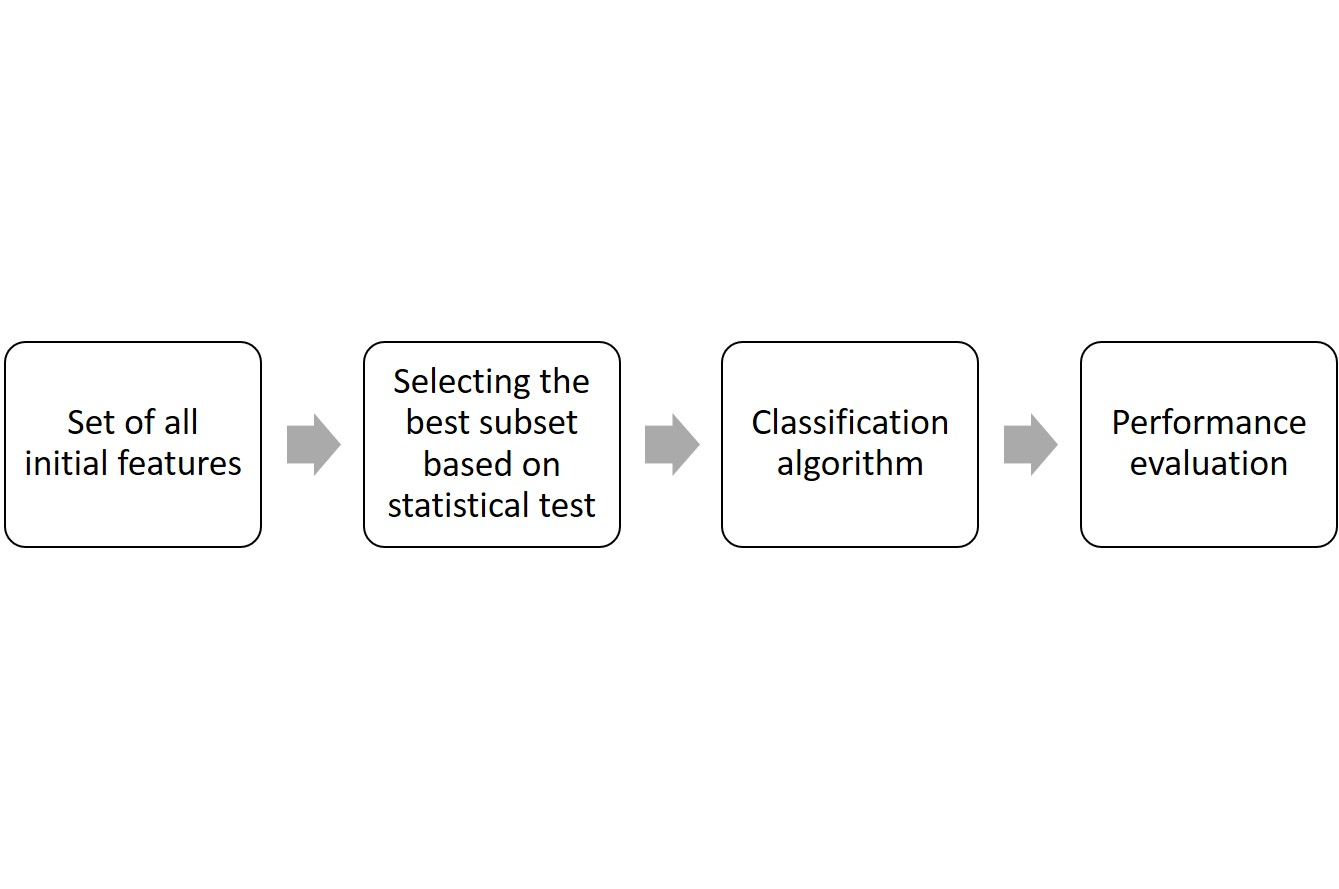 Set of all
initial features
Selecting the
best subset
based on
statistical test
Classification
algorithm
Performance
evaluation